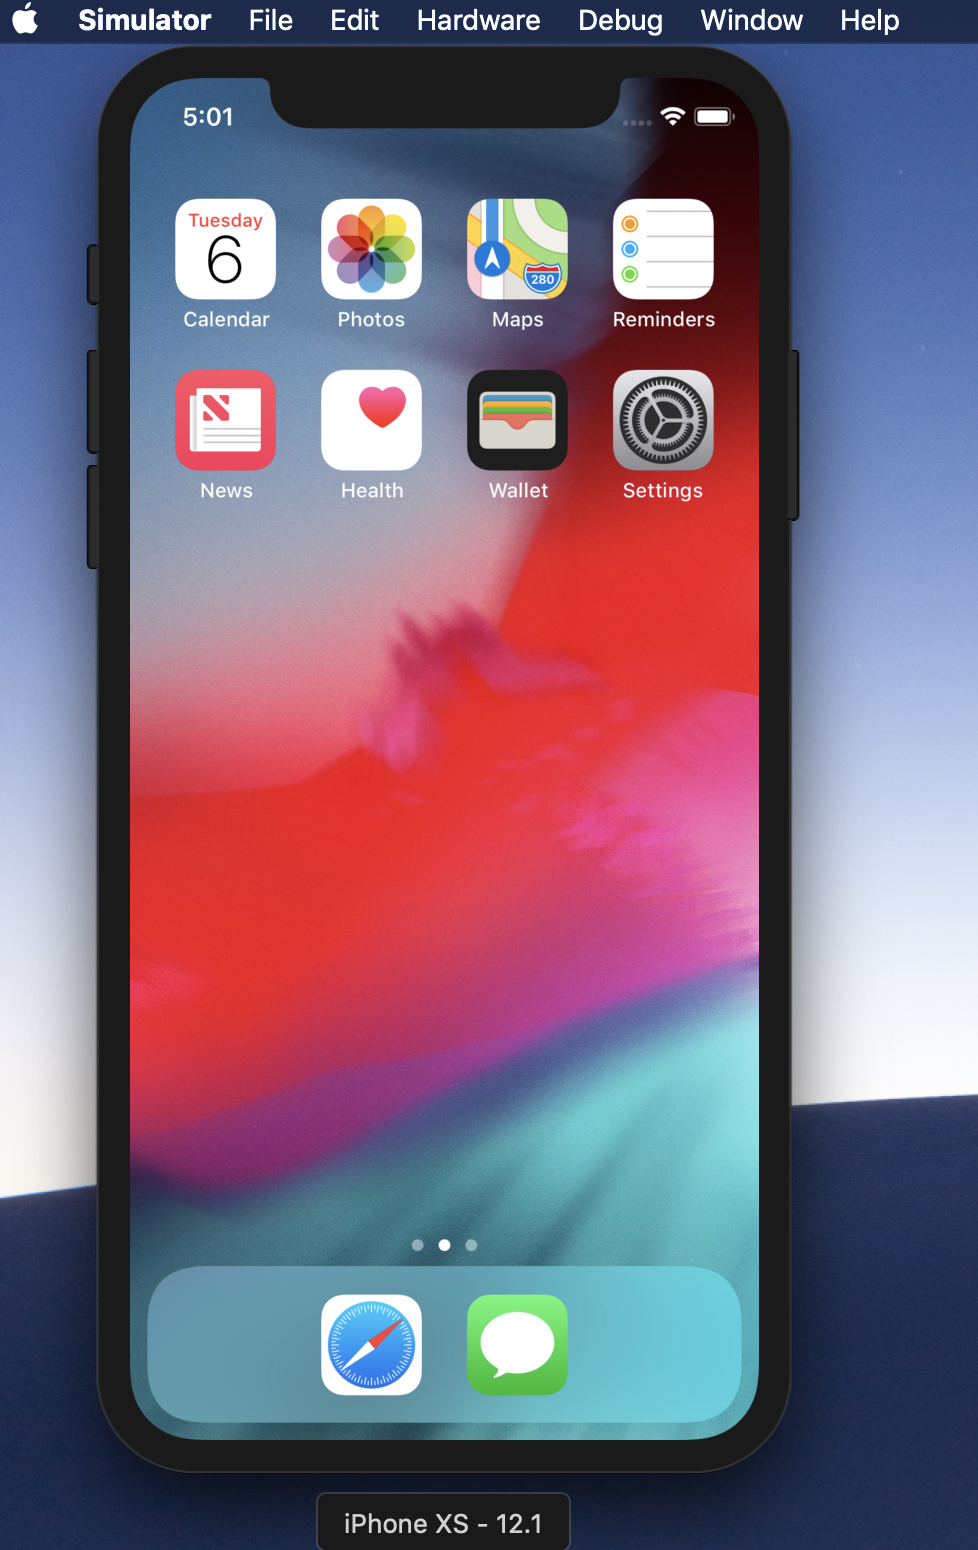 Simulator File Edit Hardware Debug Window Help
5:01
Tuesday
6
280
Calendar Photos Maps Reminders
News Health Wallet Settings
iPhone XS - 12.1